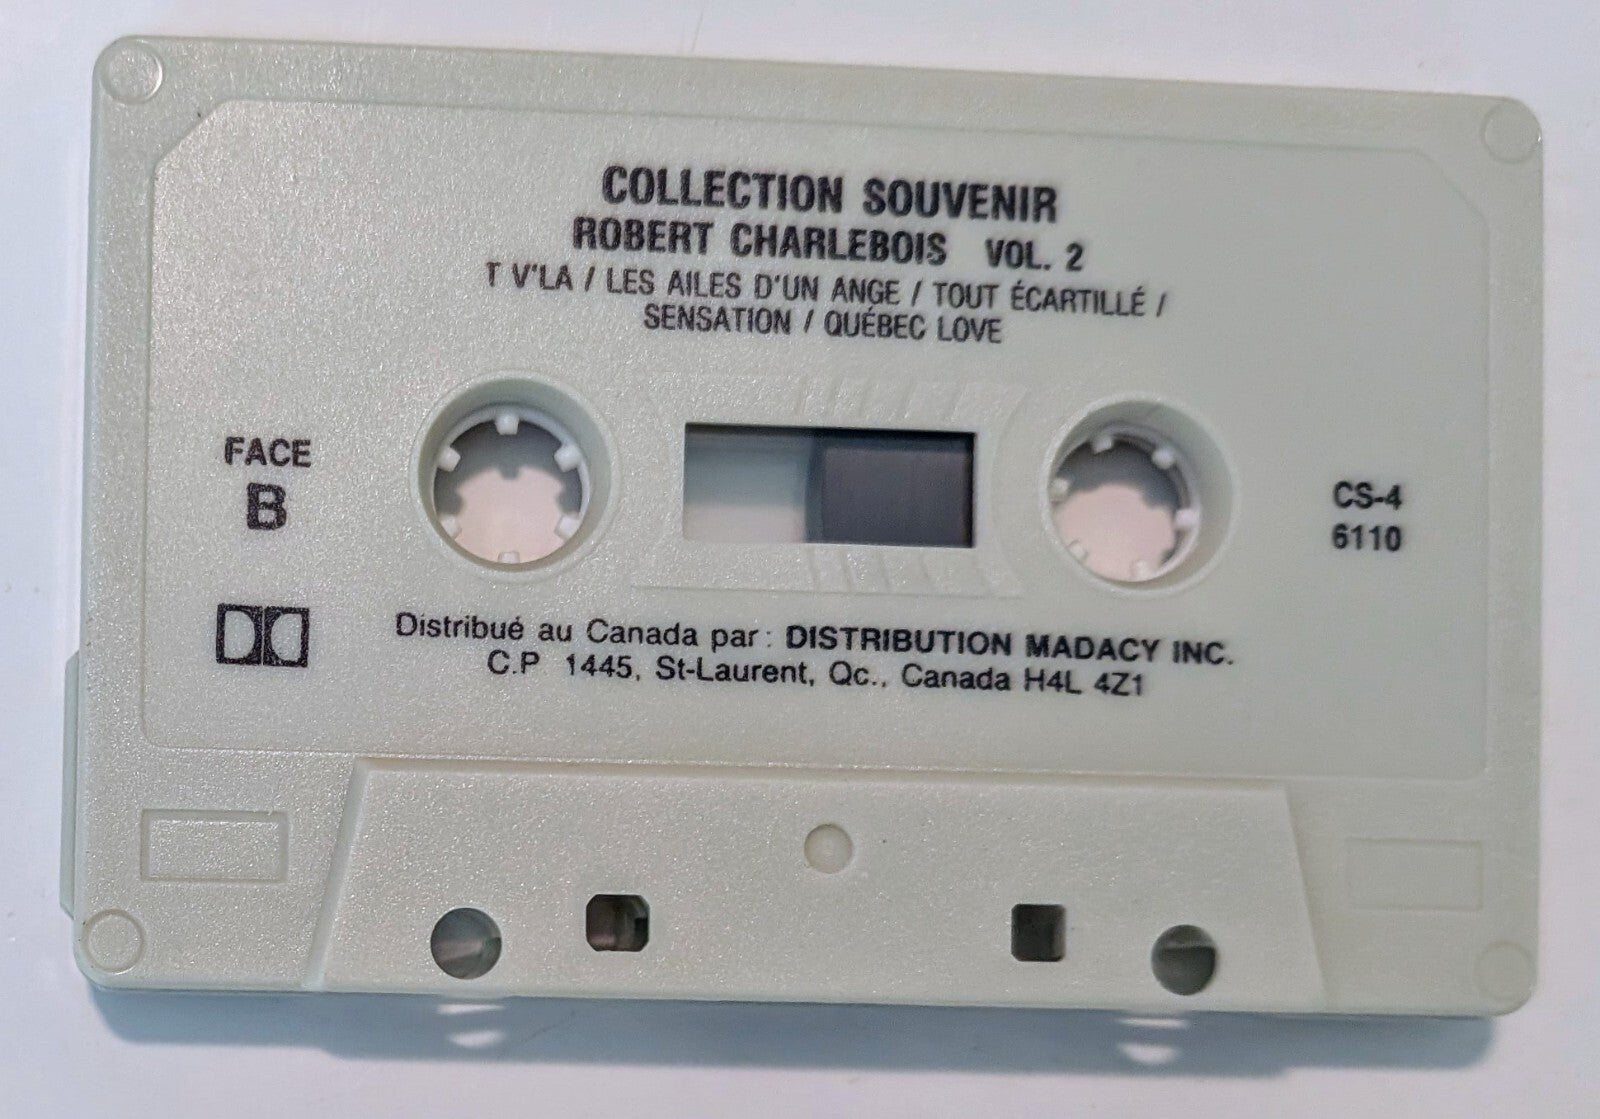 COLLECTION SOUVENIR
ROBERT CHARLEBOIS VOL. 2
T V'LA / LES AILES D'UN ANGE / TOUT ÉCARTILLÉ /
SENSATION / QUÉBEC LOVE
FACE
B
CS-4
6110
Distribué au Canada par : DISTRIBUTION MADACY INC.
C.P 1445, St-Laurent, Qc., Canada H4L 4Z1